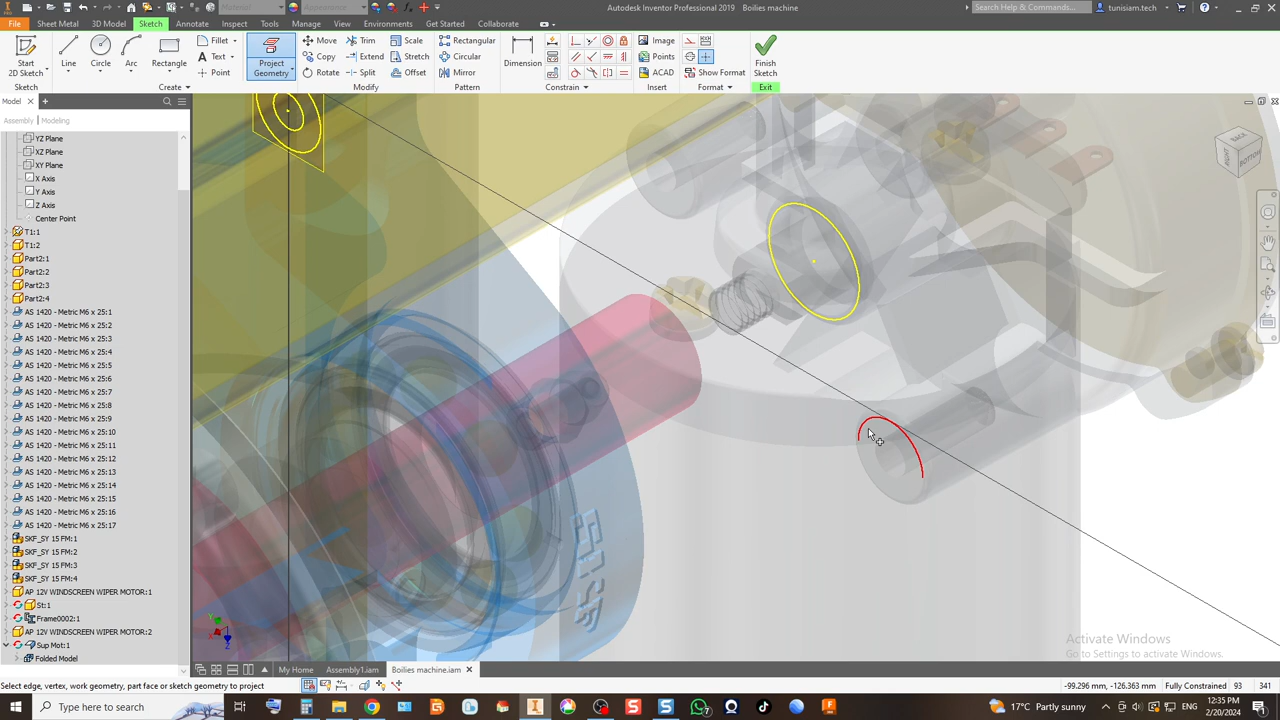 Material
Appearance
Autodesk Inventor Professional 2019 Boilies machine
Search Help & Commands...
tunisiam.tech
File 3D Model Sketch Annotate Inspect Tools Manage View Environments Get Started Collaborate
Start
2D Sketch
Line
Circle
Arc
Rectangle
Fillet
Text
Point
Project
Geometry
Move
Copy
Rotate
Trim
Extend
Split
Scale
Stretch
Offset
Rectangular
Circular
Mirror
Dimension
Image
Points
ACAD
Show Format
Finish
Sketch
Sketch Create Modify Pattern Constrain Insert Format Exit
Model
Assembly Modeling
YZ Plane
XZ Plane
XY Plane
X Axis
Y Axis
Z Axis
Center Point
T1:1
T1:2
Part2:1
Part2:2
Part2:3
Part2:4
AS 1420 - Metric M6 x 25:1
AS 1420 - Metric M6 x 25:2
AS 1420 - Metric M6 x 25:3
AS 1420 - Metric M6 x 25:4
AS 1420 - Metric M6 x 25:5
AS 1420 - Metric M6 x 25:6
AS 1420 - Metric M6 x 25:7
AS 1420 - Metric M6 x 25:8
AS 1420 - Metric M6 x 25:9
AS 1420 - Metric M6 x 25:10
AS 1420 - Metric M6 x 25:11
AS 1420 - Metric M6 x 25:12
AS 1420 - Metric M6 x 25:13
AS 1420 - Metric M6 x 25:14
AS 1420 - Metric M6 x 25:15
AS 1420 - Metric M6 x 25:16
AS 1420 - Metric M6 x 25:17
SKF_SY 15 FM:1
SKF_SY 15 FM:2
SKF_SY 15 FM:3
SKF_SY 15 FM:4
AP 12V WINDSCREEN WIPER MOTOR:1
St:1
Frame0002:1
AP 12V WINDSCREEN WIPER MOTOR:2
Sup Mot:1
Folded Model
BACK
RIGHT
BOTTOM
Y
X
Z
Activate Windows
Go to Settings to activate Windows.
My Home Assembly1.iam Boilies machine.iam
Select edge, vertex, work geometry, part face or sketch geometry to project
-99.296 mm, -126.363 mm Fully Constrained 93 341
Type here to search
17°C Partly sunny
12:35 PM
2/20/2024